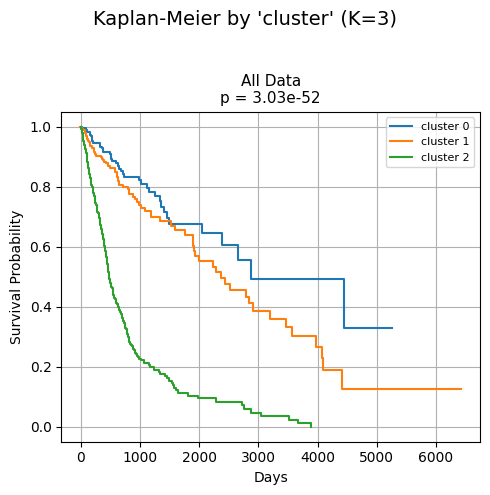 Kaplan-Meier by 'cluster' (K=3)
All Data
p = 3.03e-52
cluster 0
cluster 1
cluster 2
1.0
0.8
0.6
0.4
0.2
0.0
Survival Probability
0 1000 2000 3000 4000 5000 6000
Days